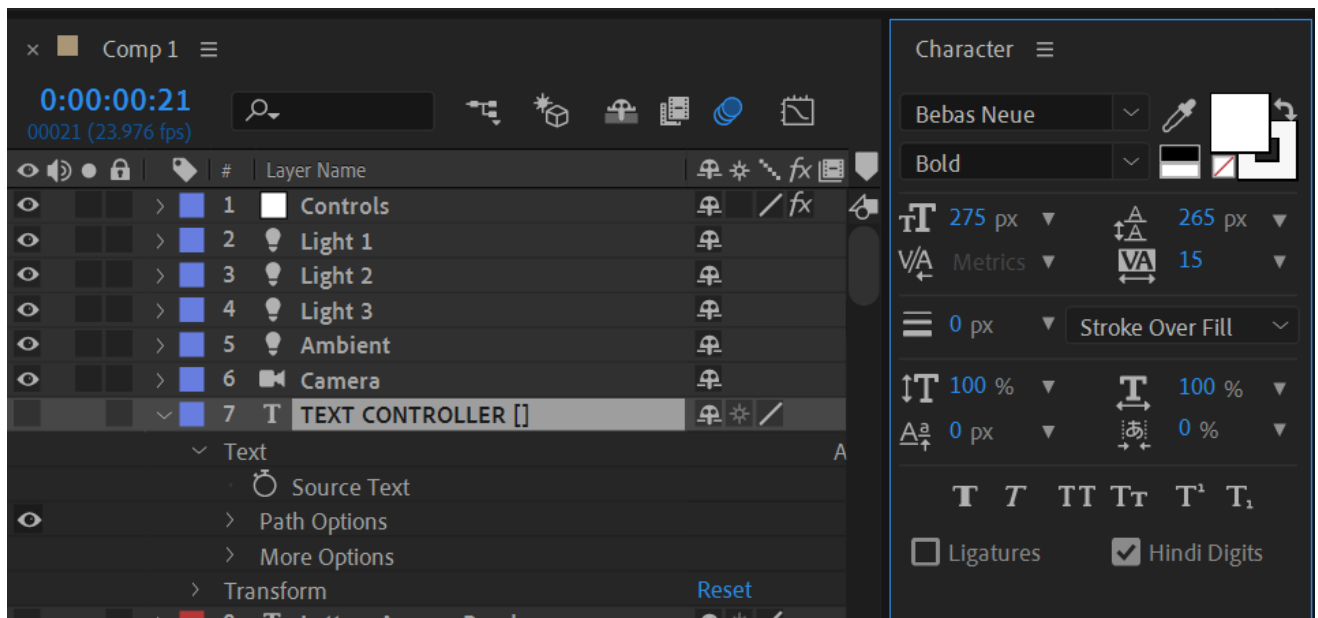 Comp 1
0:00:00:21
00021 (23.976 fps)
# Layer Name fx
1 Controls fx
2 Light 1
3 Light 2
4 Light 3
5 Ambient
6 Camera
7 T TEXT CONTROLLER []
Text A
Source Text
Path Options
More Options
Transform Reset
Character
Bebas Neue
Bold
275 px 265 px
Metrics 15
0 px Stroke Over Fill
100 % 100 %
0 px 0 %
T T TT Tт T¹ T₁
Ligatures Hindi Digits